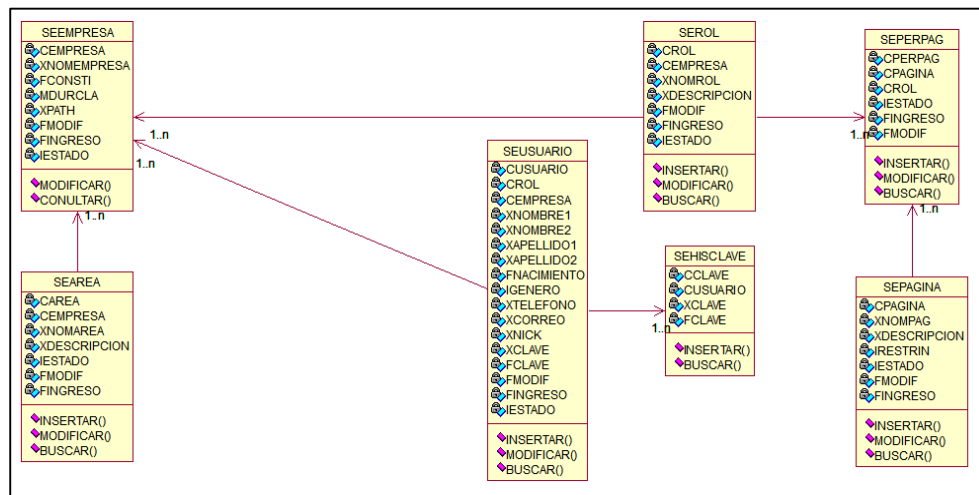 SEEMPRESA
CEMPRESA
XNOMEMPRESA
FCONSTI
MDURCLA
XPATH
FMODIF
FINGRESO
IESTADO
MODIFICAR()
CONULTAR()
1..n
1..n
1..n
SEAREA
CAREA
CEMPRESA
XNOMAREA
XDESCRIPCION
IESTADO
FMODIF
FINGRESO
INSERTAR()
MODIFICAR()
BUSCAR()
SEUSUARIO
CUSUARIO
CROL
CEMPRESA
XNOMBRE1
XNOMBRE2
XAPELLIDO1
XAPELLIDO2
FNACIMIENTO
IGENERO
XTELEFONO
XCORREO
XNICK
XCLAVE
FCLAVE
FMODIF
FINGRESO
IESTADO
INSERTAR()
MODIFICAR()
BUSCAR()
SEROL
CROL
CEMPRESA
XNOMROL
XDESCRIPCION
FMODIF
FINGRESO
IESTADO
INSERTAR()
MODIFICAR()
BUSCAR()
SEHISCLAVE
CCLAVE
CUSUARIO
XCLAVE
FCLAVE
INSERTAR()
BUSCAR()
1..n
SEPERPAG
CPERPAG
CPAGINA
CROL
IESTADO
FINGRESO
FMODIF
INSERTAR()
MODIFICAR()
BUSCAR()
1..n
1..n
SEPAGINA
CPAGINA
XNOMPAG
XDESCRIPCION
IRESTRIN
IESTADO
FMODIF
FINGRESO
INSERTAR()
MODIFICAR()
BUSCAR()